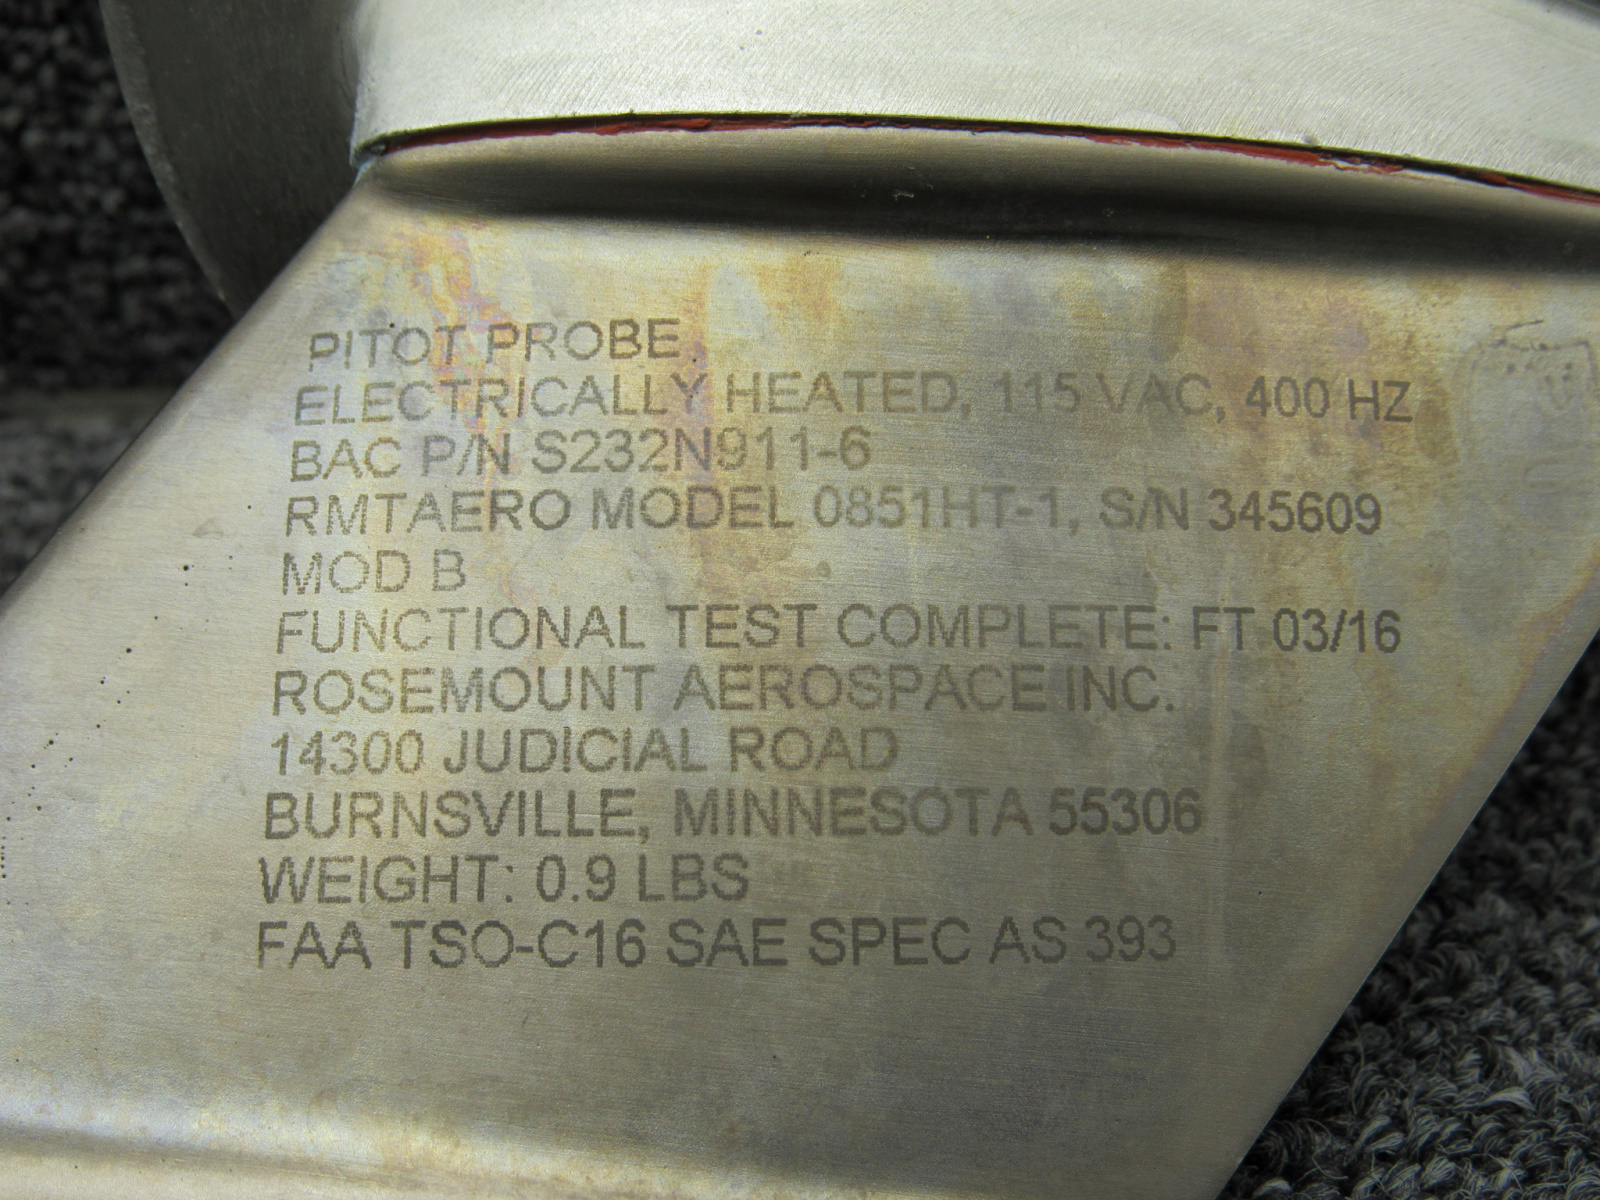 PITOT PROBE
ELECTRICALLY HEATED, 115 VAC, 400 HZ
BAC P/N S232N911-6
RMTAERO MODEL 0851HT-1, S/N 345609
MOD B
FUNCTIONAL TEST COMPLETE: FT 03/16
ROSEMOUNT AEROSPACE INC.
14300 JUDICIAL ROAD
BURNSVILLE, MINNESOTA 55306
WEIGHT: 0.9 LBS
FAA TSO-C16 SAE SPEC AS 393